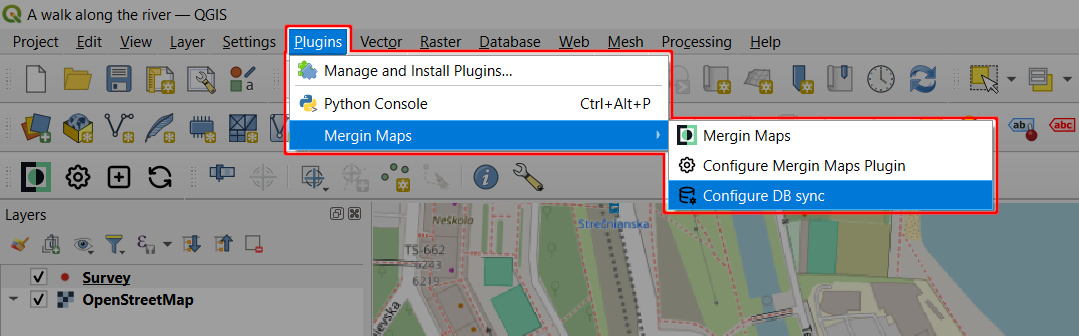 A walk along the river — QGIS
Project Edit View Layer Settings Plugins Vector Raster Database Web Mesh Processing Help
Manage and Install Plugins...
a
Python Console Ctrl+Alt+P
Mergin Maps
ab
abc
Mergin Maps
Configure Mergin Maps Plugin
Configure DB sync
Layers
Neškola
Strečnianska
TS-662
6243
6219
Survey
OpenStreetMap